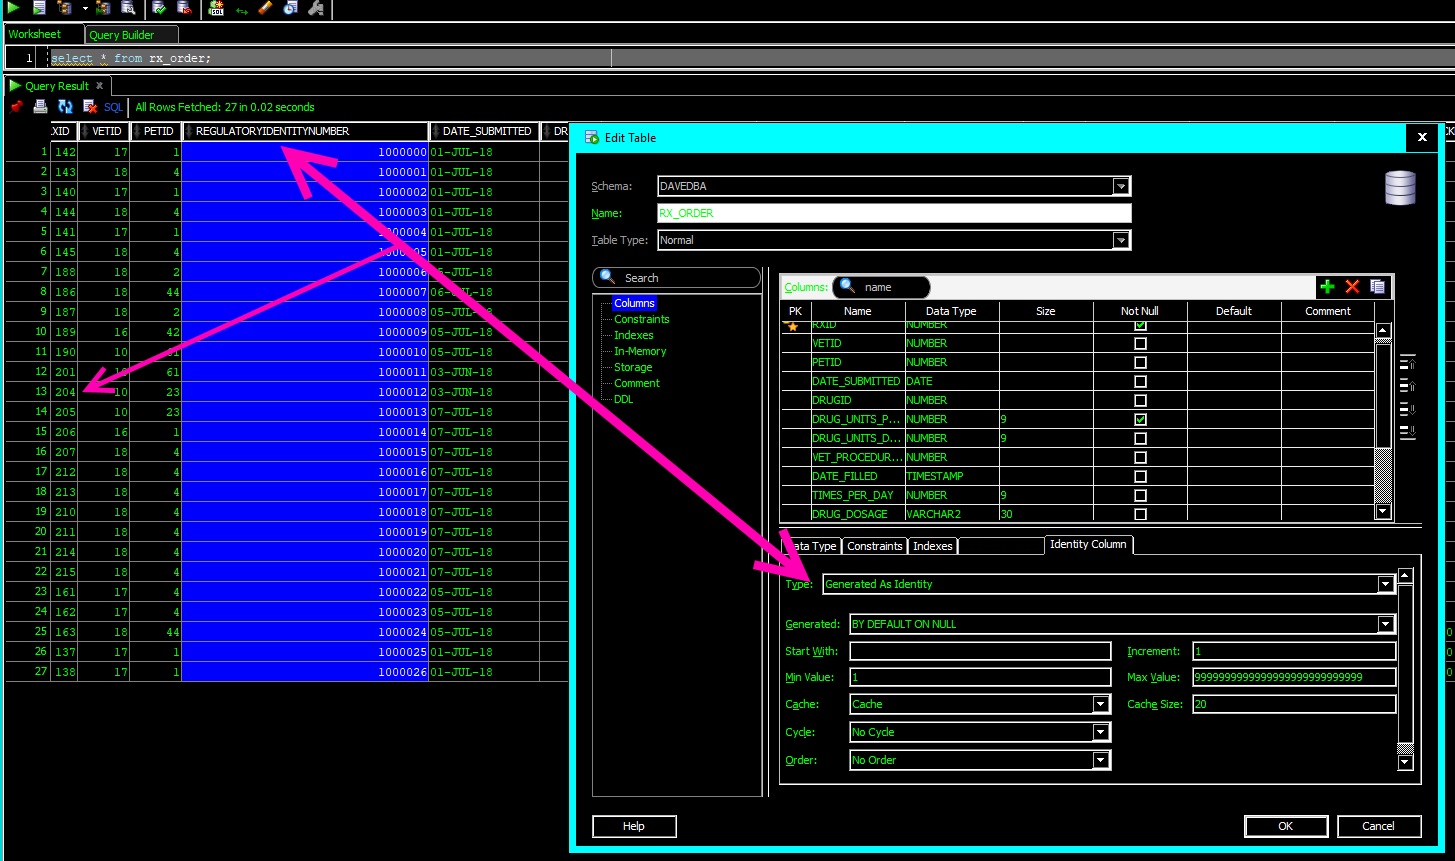 Worksheet Query Builder
1 select * from rx_order;
Query Result
SQL All Rows Fetched: 27 in 0.02 seconds
XID VETID PETID REGULATORYIDENTITYNUMBER DATE_SUBMITTED DR
1 142 17 1 1000000 01-JUL-18
2 143 18 4 1000001 01-JUL-18
3 140 17 1 1000002 01-JUL-18
4 144 18 4 1000003 01-JUL-18
5 141 17 1 1000004 01-JUL-18
6 145 18 4 1000005 01-JUL-18
7 188 18 2 1000006 -JUL-18
8 186 18 44 1000007 06-JUL-18
9 187 18 2 1000008 05-JUL-18
10 189 16 42 1000009 05-JUL-18
11 190 10 1 1000010 05-JUL-18
12 201 61 1000011 03-JUN-18
13 204 10 23 1000012 03-JUN-18
14 205 10 23 1000013 07-JUL-18
15 206 16 1 1000014 07-JUL-18
16 207 18 4 1000015 07-JUL-18
17 212 18 4 1000016 07-JUL-18
18 213 18 4 1000017 07-JUL-18
19 210 18 4 1000018 07-JUL-18
20 211 18 4 1000019 07-JUL-18
21 214 18 4 1000020 07-JUL-18
22 215 18 4 1000021 07-JUL-18
23 161 17 4 1000022 05-JUL-18
24 162 17 4 1000023 05-JUL-18
25 163 18 44 1000024 05-JUL-18
26 137 17 1 1000025 01-JUL-18
27 138 17 1 1000026 01-JUL-18
Edit Table
Schema: DAVEDBA
Name: RX_ORDER
Table Type: Normal
Search
Columns
Constraints
Indexes
In-Memory
Storage
Comment
DDL
Columns: name
PK Name Data Type Size Not Null Default Comment
RXID NUMBER
VETID NUMBER
PETID NUMBER
DATE_SUBMITTED DATE
DRUGID NUMBER
DRUG_UNITS_P... NUMBER 9
DRUG_UNITS_D... NUMBER 9
VET_PROCEDUR... NUMBER
DATE_FILLED TIMESTAMP
TIMES_PER_DAY NUMBER 9
DRUG_DOSAGE VARCHAR2 30
ata Type Constraints Indexes Identity Column
Type: Generated As Identity
Generated: BY DEFAULT ON NULL
Start With: Increment: 1
Min Value: 1 Max Value: 9999999999999999999999999999
Cache: Cache Cache Size: 20
Cycle: No Cycle
Order: No Order
Help OK Cancel